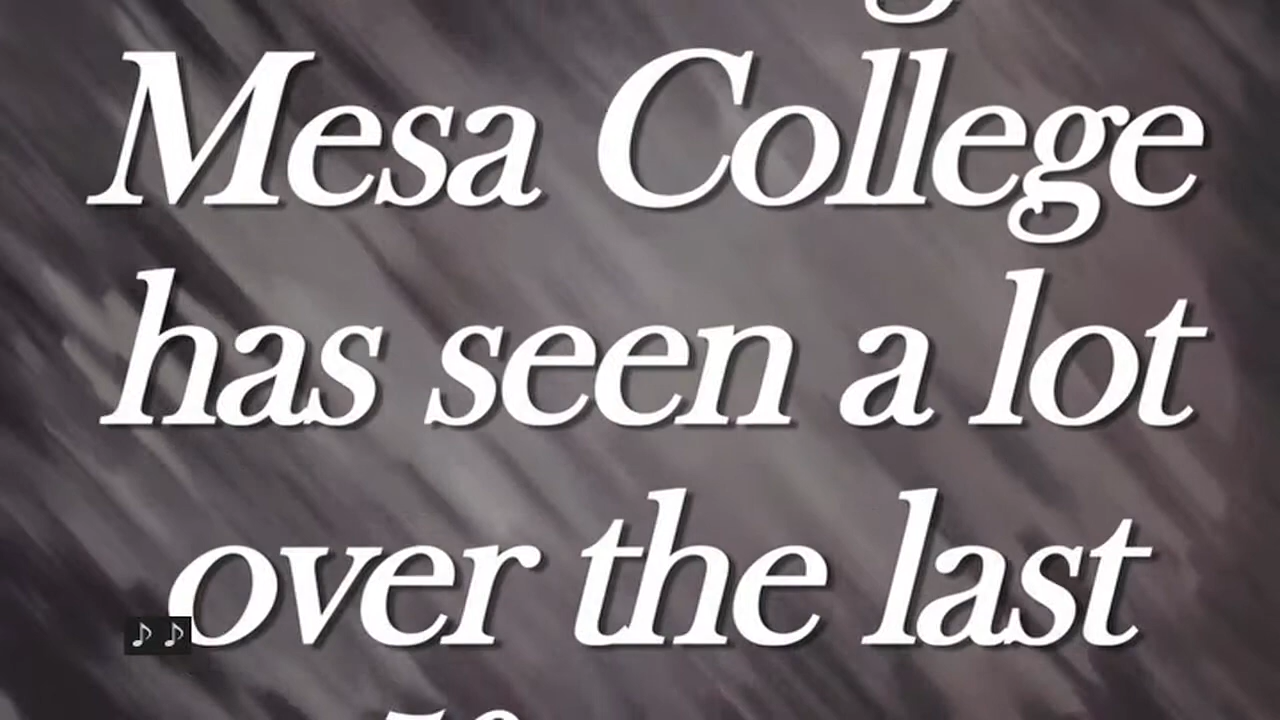 Mesa College
has seen a lot
over the last
♪ ♪